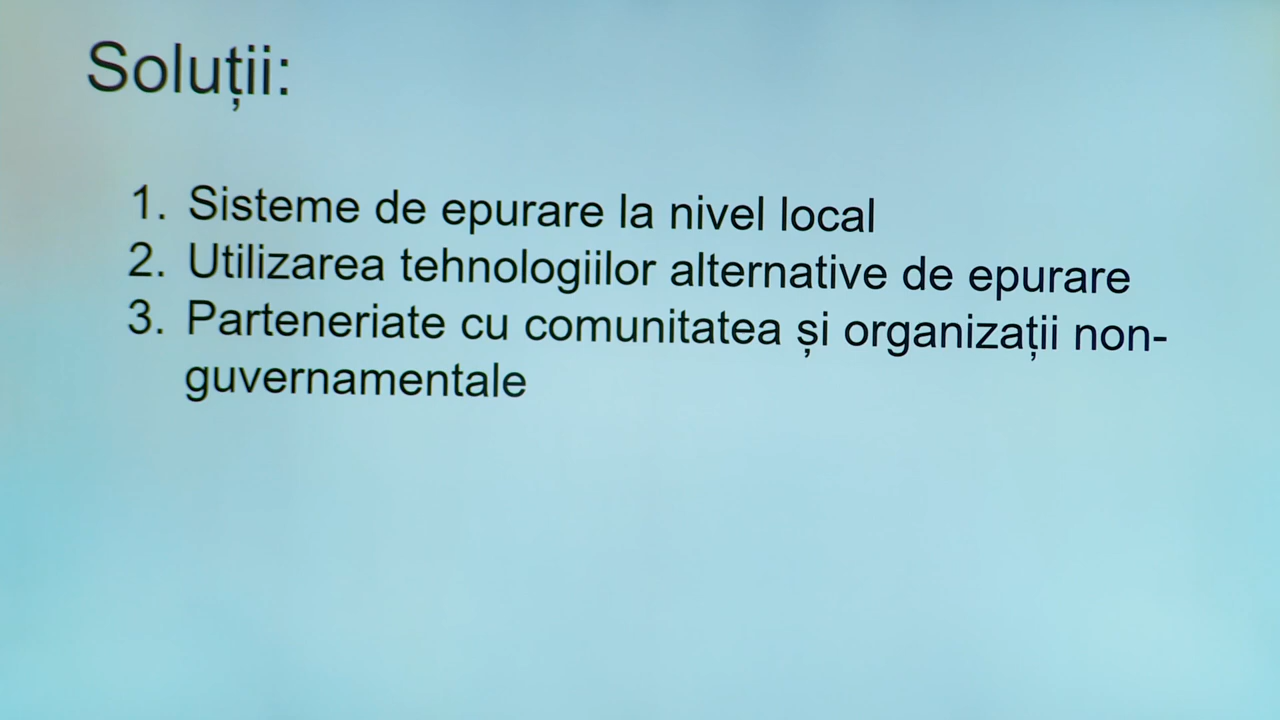 Soluții:
1. Sisteme de epurare la nivel local
2. Utilizarea tehnologiilor alternative de epurare
3. Parteneriate cu comunitatea și organizații non-
guvernamentale